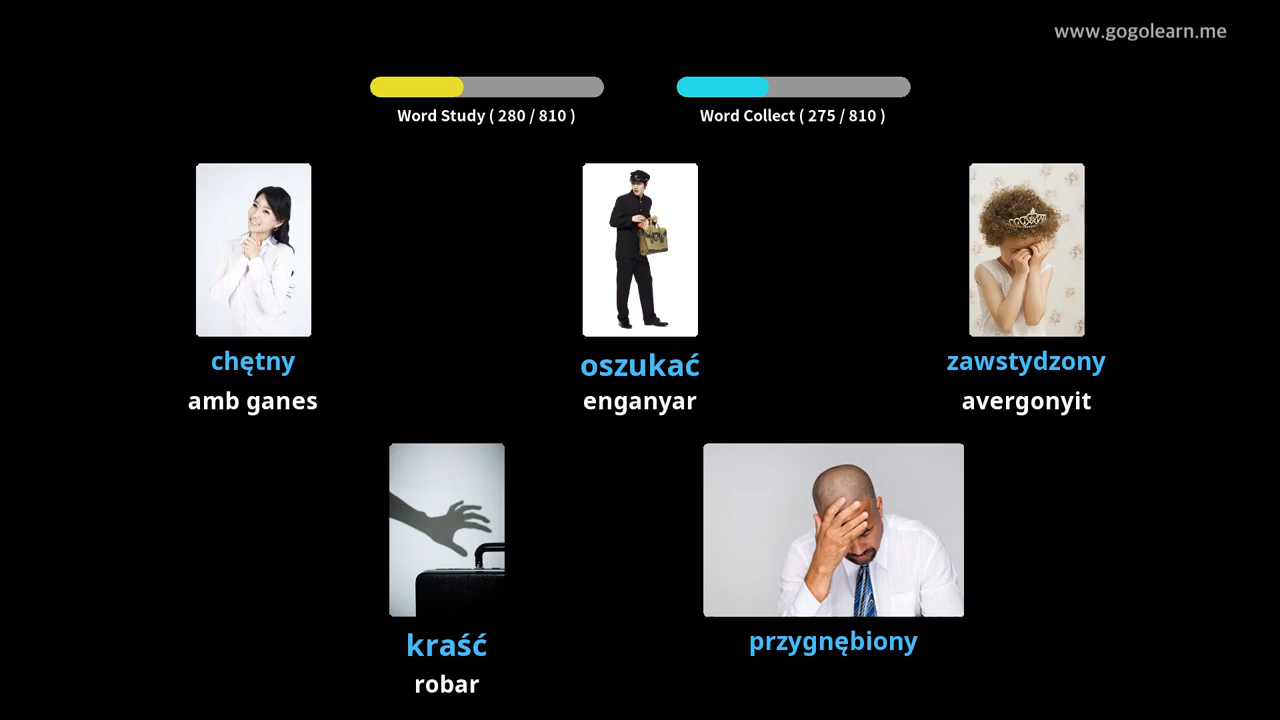 www.gogolearn.me
Word Study ( 280 / 810 )
Word Collect ( 275 / 810 )
chętny
amb ganes
oszukać
enganyar
zawstydzony
avergonyit
kraść
robar
przygnębiony